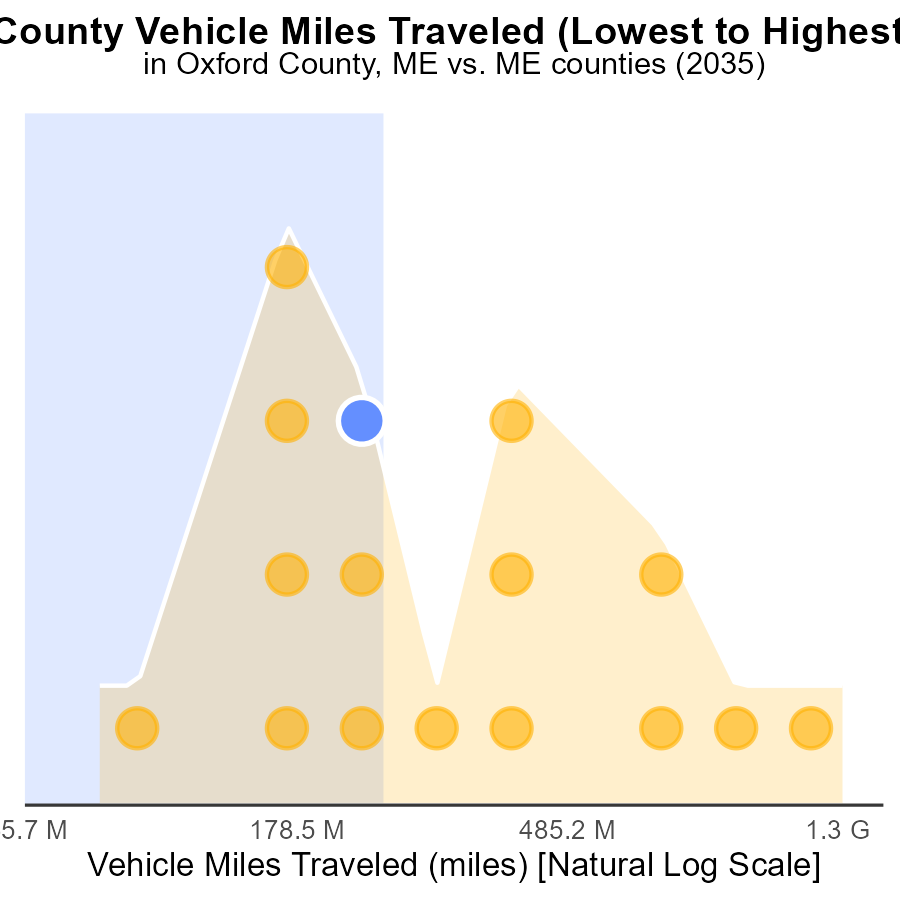 County Vehicle Miles Traveled (Lowest to Highest
in Oxford County, ME vs. ME counties (2035)
5.7 M 178.5 M 485.2 M 1.3 G
Vehicle Miles Traveled (miles) [Natural Log Scale]